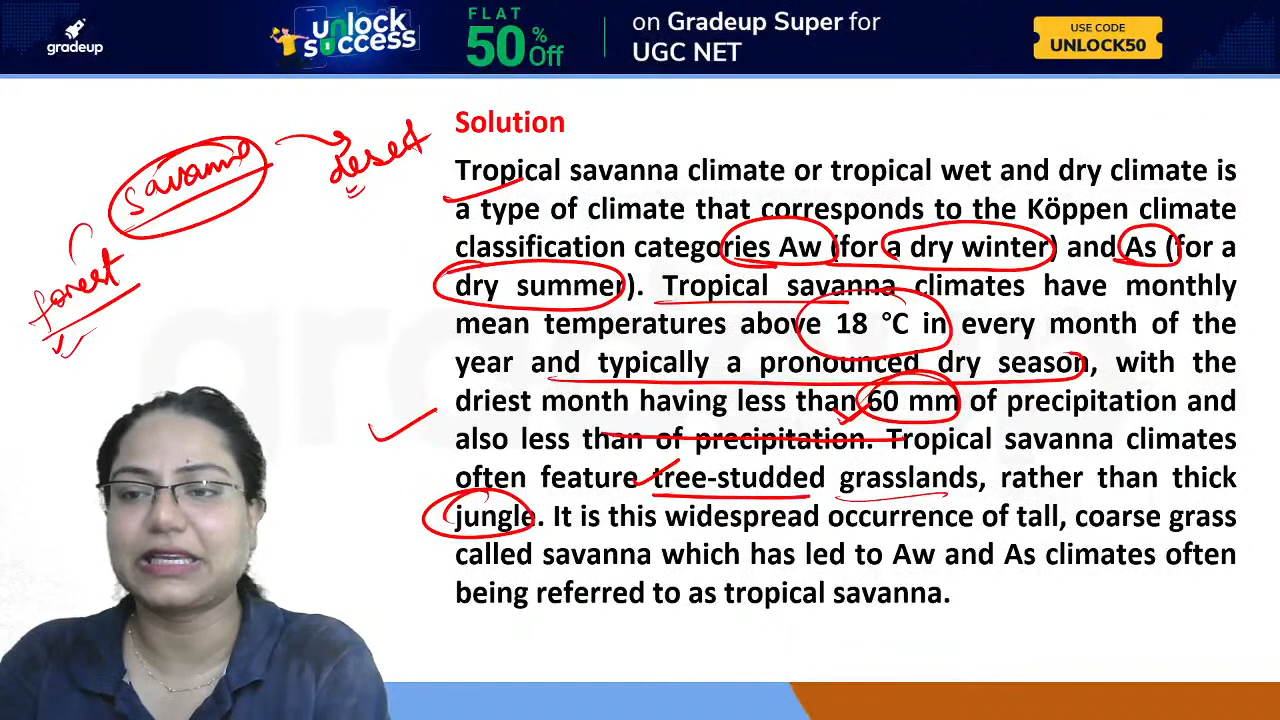 gradeup
unlock
success
FLAT
50% Off
on Gradeup Super for
UGC NET
USE CODE
UNLOCK50
savanna
desert
forest
Solution
Tropical savanna climate or tropical wet and dry climate is
a type of climate that corresponds to the Köppen climate
classification categories Aw (for a dry winter) and As (for a
dry summer). Tropical savanna climates have monthly
mean temperatures above 18 °C in every month of the
year and typically a pronounced dry season, with the
driest month having less than 60 mm of precipitation and
also less than of precipitation. Tropical savanna climates
often feature tree-studded grasslands, rather than thick
jungle. It is this widespread occurrence of tall, coarse grass
called savanna which has led to Aw and As climates often
being referred to as tropical savanna.